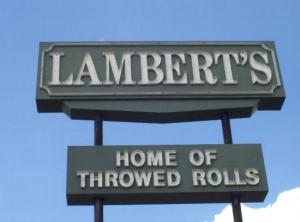 LAMBERT'S
HOME OF
THROWED ROLLS